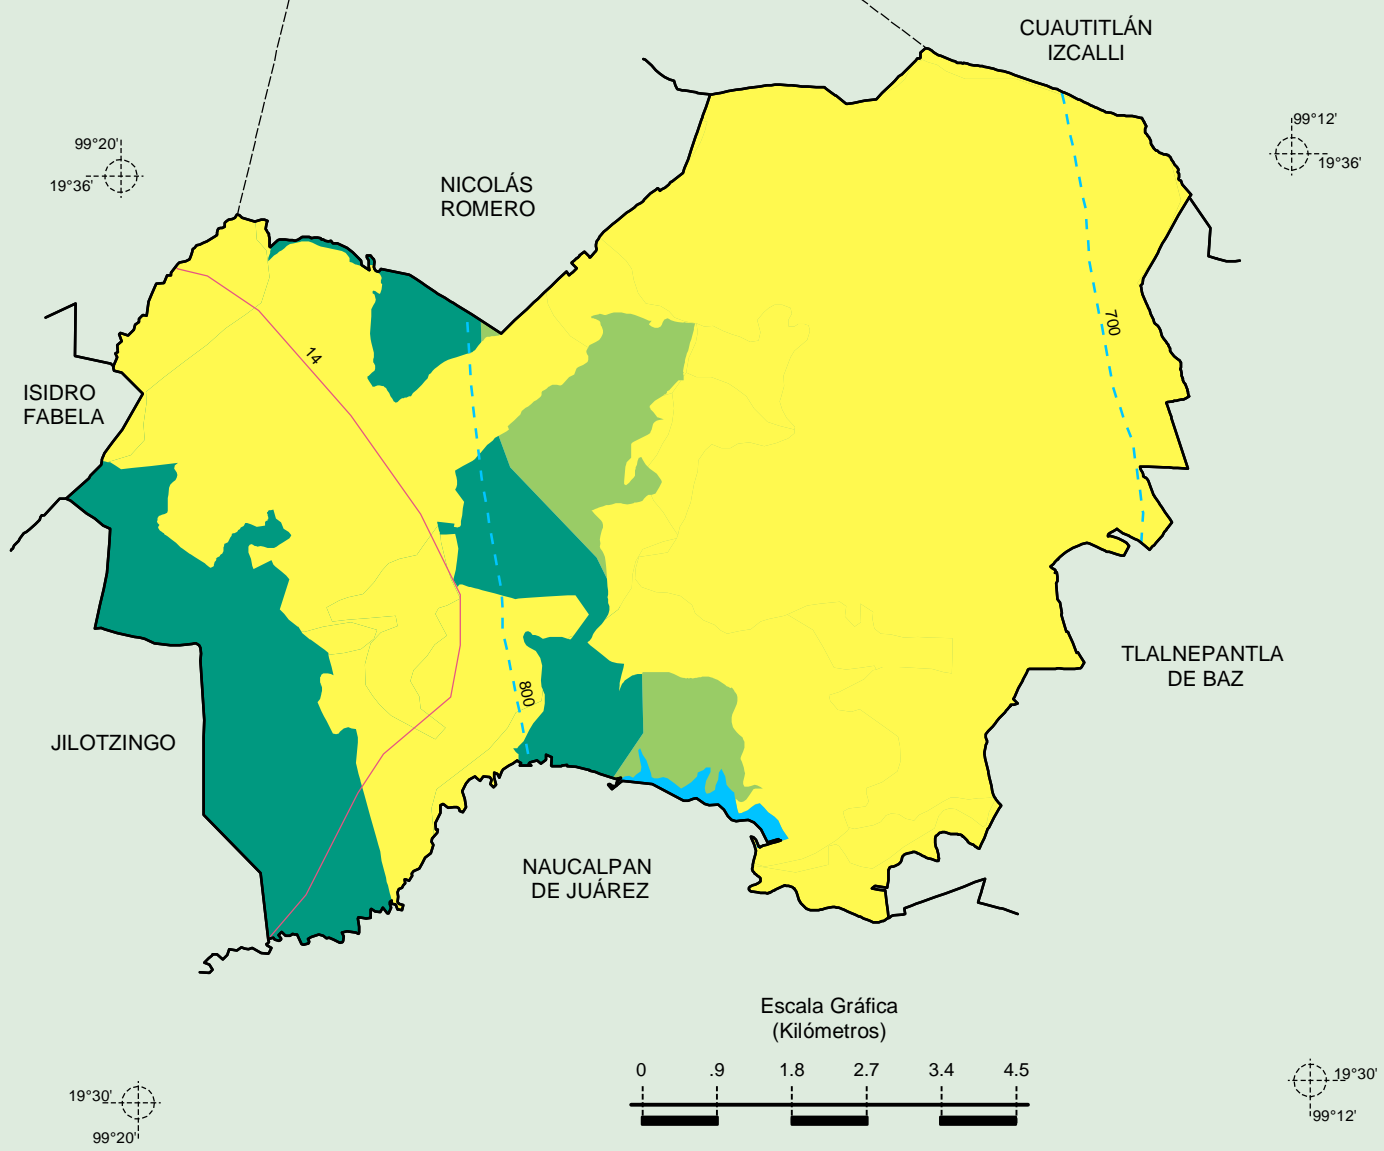 CUAUTITLÁN
IZCALLI
99°12'
19°36'
99°20'
19°36'
NICOLÁS
ROMERO
700
14
ISIDRO
FABELA
TLALNEPANTLA
DE BAZ
800
JILOTZINGO
NAUCALPAN
DE JUÁREZ
Escala Gráfica
(Kilómetros)
0 .9 1.8 2.7 3.4 4.5
19°30'
99°20'
19°30'
99°12'